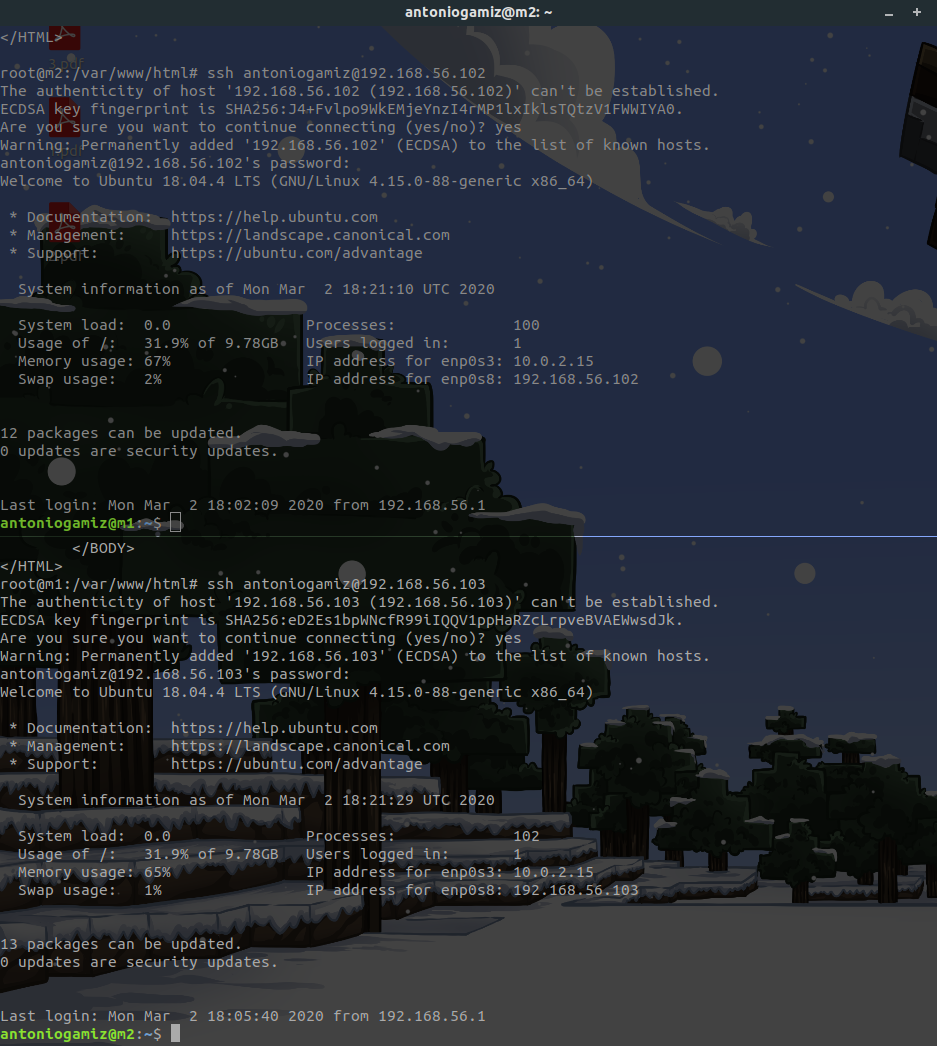 antoniogamiz@m2: ~
</HTML>
3.pdf
root@m2:/var/www/html# ssh antoniogamiz@192.168.56.102
The authenticity of host '192.168.56.102 (192.168.56.102)' can't be established.
ECDSA key fingerprint is SHA256:J4+Fvlpo9WkEMjeYnzI4rMP1lxIklsTQtzV1FWIYA0.
Are you sure you want to continue connecting (yes/no)? yes
Warning: Permanently added '192.168.56.102' (ECDSA) to the list of known hosts.
antoniogamiz@192.168.56.102's password:
Welcome to Ubuntu 18.04.4 LTS (GNU/Linux 4.15.0-88-generic x86_64)
 * Documentation:  https://help.ubuntu.com
 * Management:     https://landscape.canonical.com
 * Support:        https://ubuntu.com/advantage
  System information as of Mon Mar  2 18:21:10 UTC 2020
  System load:  0.0               Processes:             100
  Usage of /:   31.9% of 9.78GB   Users logged in:       1
  Memory usage: 67%               IP address for enp0s3: 10.0.2.15
  Swap usage:   2%                IP address for enp0s8: 192.168.56.102
12 packages can be updated.
0 updates are security updates.
Last login: Mon Mar  2 18:02:09 2020 from 192.168.56.1
antoniogamiz@m1:~$
        </BODY>
</HTML>
root@m1:/var/www/html# ssh antoniogamiz@192.168.56.103
The authenticity of host '192.168.56.103 (192.168.56.103)' can't be established.
ECDSA key fingerprint is SHA256:eD2Es1bpWNcfR99iIQQV1ppHaRZcLrpveBVAEWwsdJk.
Are you sure you want to continue connecting (yes/no)? yes
Warning: Permanently added '192.168.56.103' (ECDSA) to the list of known hosts.
antoniogamiz@192.168.56.103's password:
Welcome to Ubuntu 18.04.4 LTS (GNU/Linux 4.15.0-88-generic x86_64)
 * Documentation:  https://help.ubuntu.com
 * Management:     https://landscape.canonical.com
 * Support:        https://ubuntu.com/advantage
  System information as of Mon Mar  2 18:21:29 UTC 2020
  System load:  0.0               Processes:             102
  Usage of /:   31.9% of 9.78GB   Users logged in:       1
  Memory usage: 65%               IP address for enp0s3: 10.0.2.15
  Swap usage:   1%                IP address for enp0s8: 192.168.56.103
13 packages can be updated.
0 updates are security updates.
Last login: Mon Mar  2 18:05:40 2020 from 192.168.56.1
antoniogamiz@m2:~$